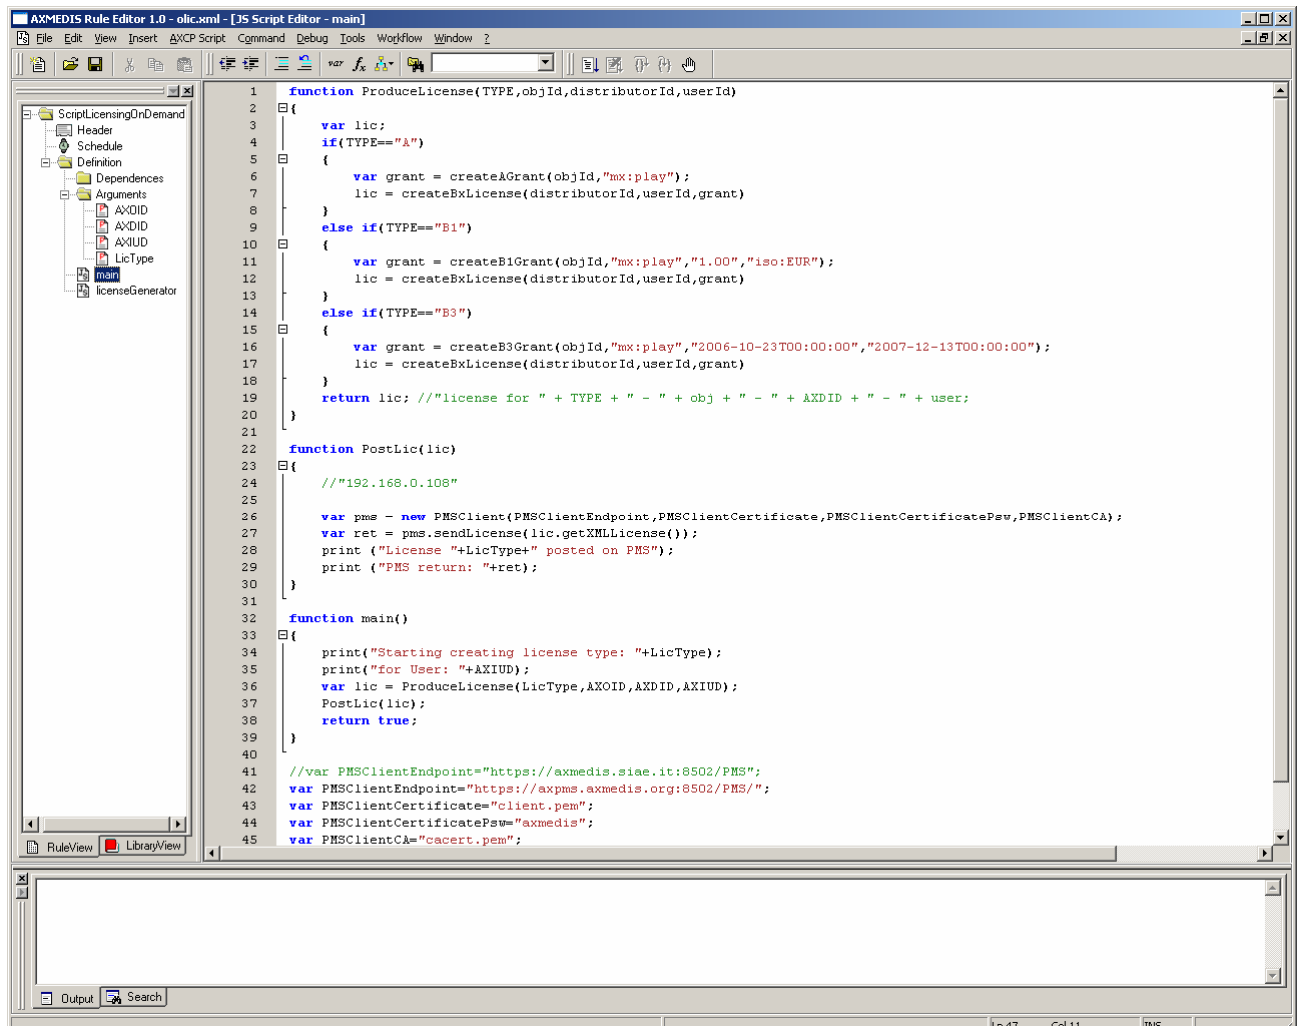 AXMEDIS Rule Editor 1.0 - olic.xml - [JS Script Editor - main]
File Edit View Insert AXCP Script Command Debug Tools Workflow Window ?
var fx
ScriptLicensingOnDemand
Header
Schedule
Definition
Dependences
Arguments
AXOID
AXDID
AXIUD
LicType
main
licenseGenerator
RuleView LibraryView
1 function ProduceLicense(TYPE,objId,distributorId,userId)
2 {
3 var lic;
4 if(TYPE=="A")
5 {
6 var grant = createAGrant(objId,"mx:play");
7 lic = createBxLicense(distributorId,userId,grant)
8 }
9 else if(TYPE=="B1")
10 {
11 var grant = createB1Grant(objId,"mx:play","1.00","iso:EUR");
12 lic = createBxLicense(distributorId,userId,grant)
13 }
14 else if(TYPE=="B3")
15 {
16 var grant = createB3Grant(objId,"mx:play","2006-10-23T00:00:00","2007-12-13T00:00:00");
17 lic = createBxLicense(distributorId,userId,grant)
18 }
19 return lic; //"license for " + TYPE + " - " + obj + " - " + AXDID + " - " + user;
20 }
21
22 function PostLic(lic)
23 {
24 //"192.168.0.108"
25
26 var pms = new PMSClient(PMSClientEndpoint,PMSClientCertificate,PMSClientCertificatePsw,PMSClientCA);
27 var ret = pms.sendLicense(lic.getXMLLicense());
28 print ("License "+LicType+" posted on PMS");
29 print ("PMS return: "+ret);
30 }
31
32 function main()
33 {
34 print("Starting creating license type: "+LicType);
35 print("for User: "+AXIUD);
36 var lic = ProduceLicense(LicType,AXOID,AXDID,AXIUD);
37 PostLic(lic);
38 return true;
39 }
40
41 //var PMSClientEndpoint="https://axmedis.siae.it:8502/PMS";
42 var PMSClientEndpoint="https://axpms.axmedis.org:8502/PMS/";
43 var PMSClientCertificate="client.pem";
44 var PMSClientCertificatePsw="axmedis";
45 var PMSClientCA="cacert.pem";
Output Search
Ln 47 Col 11 INS